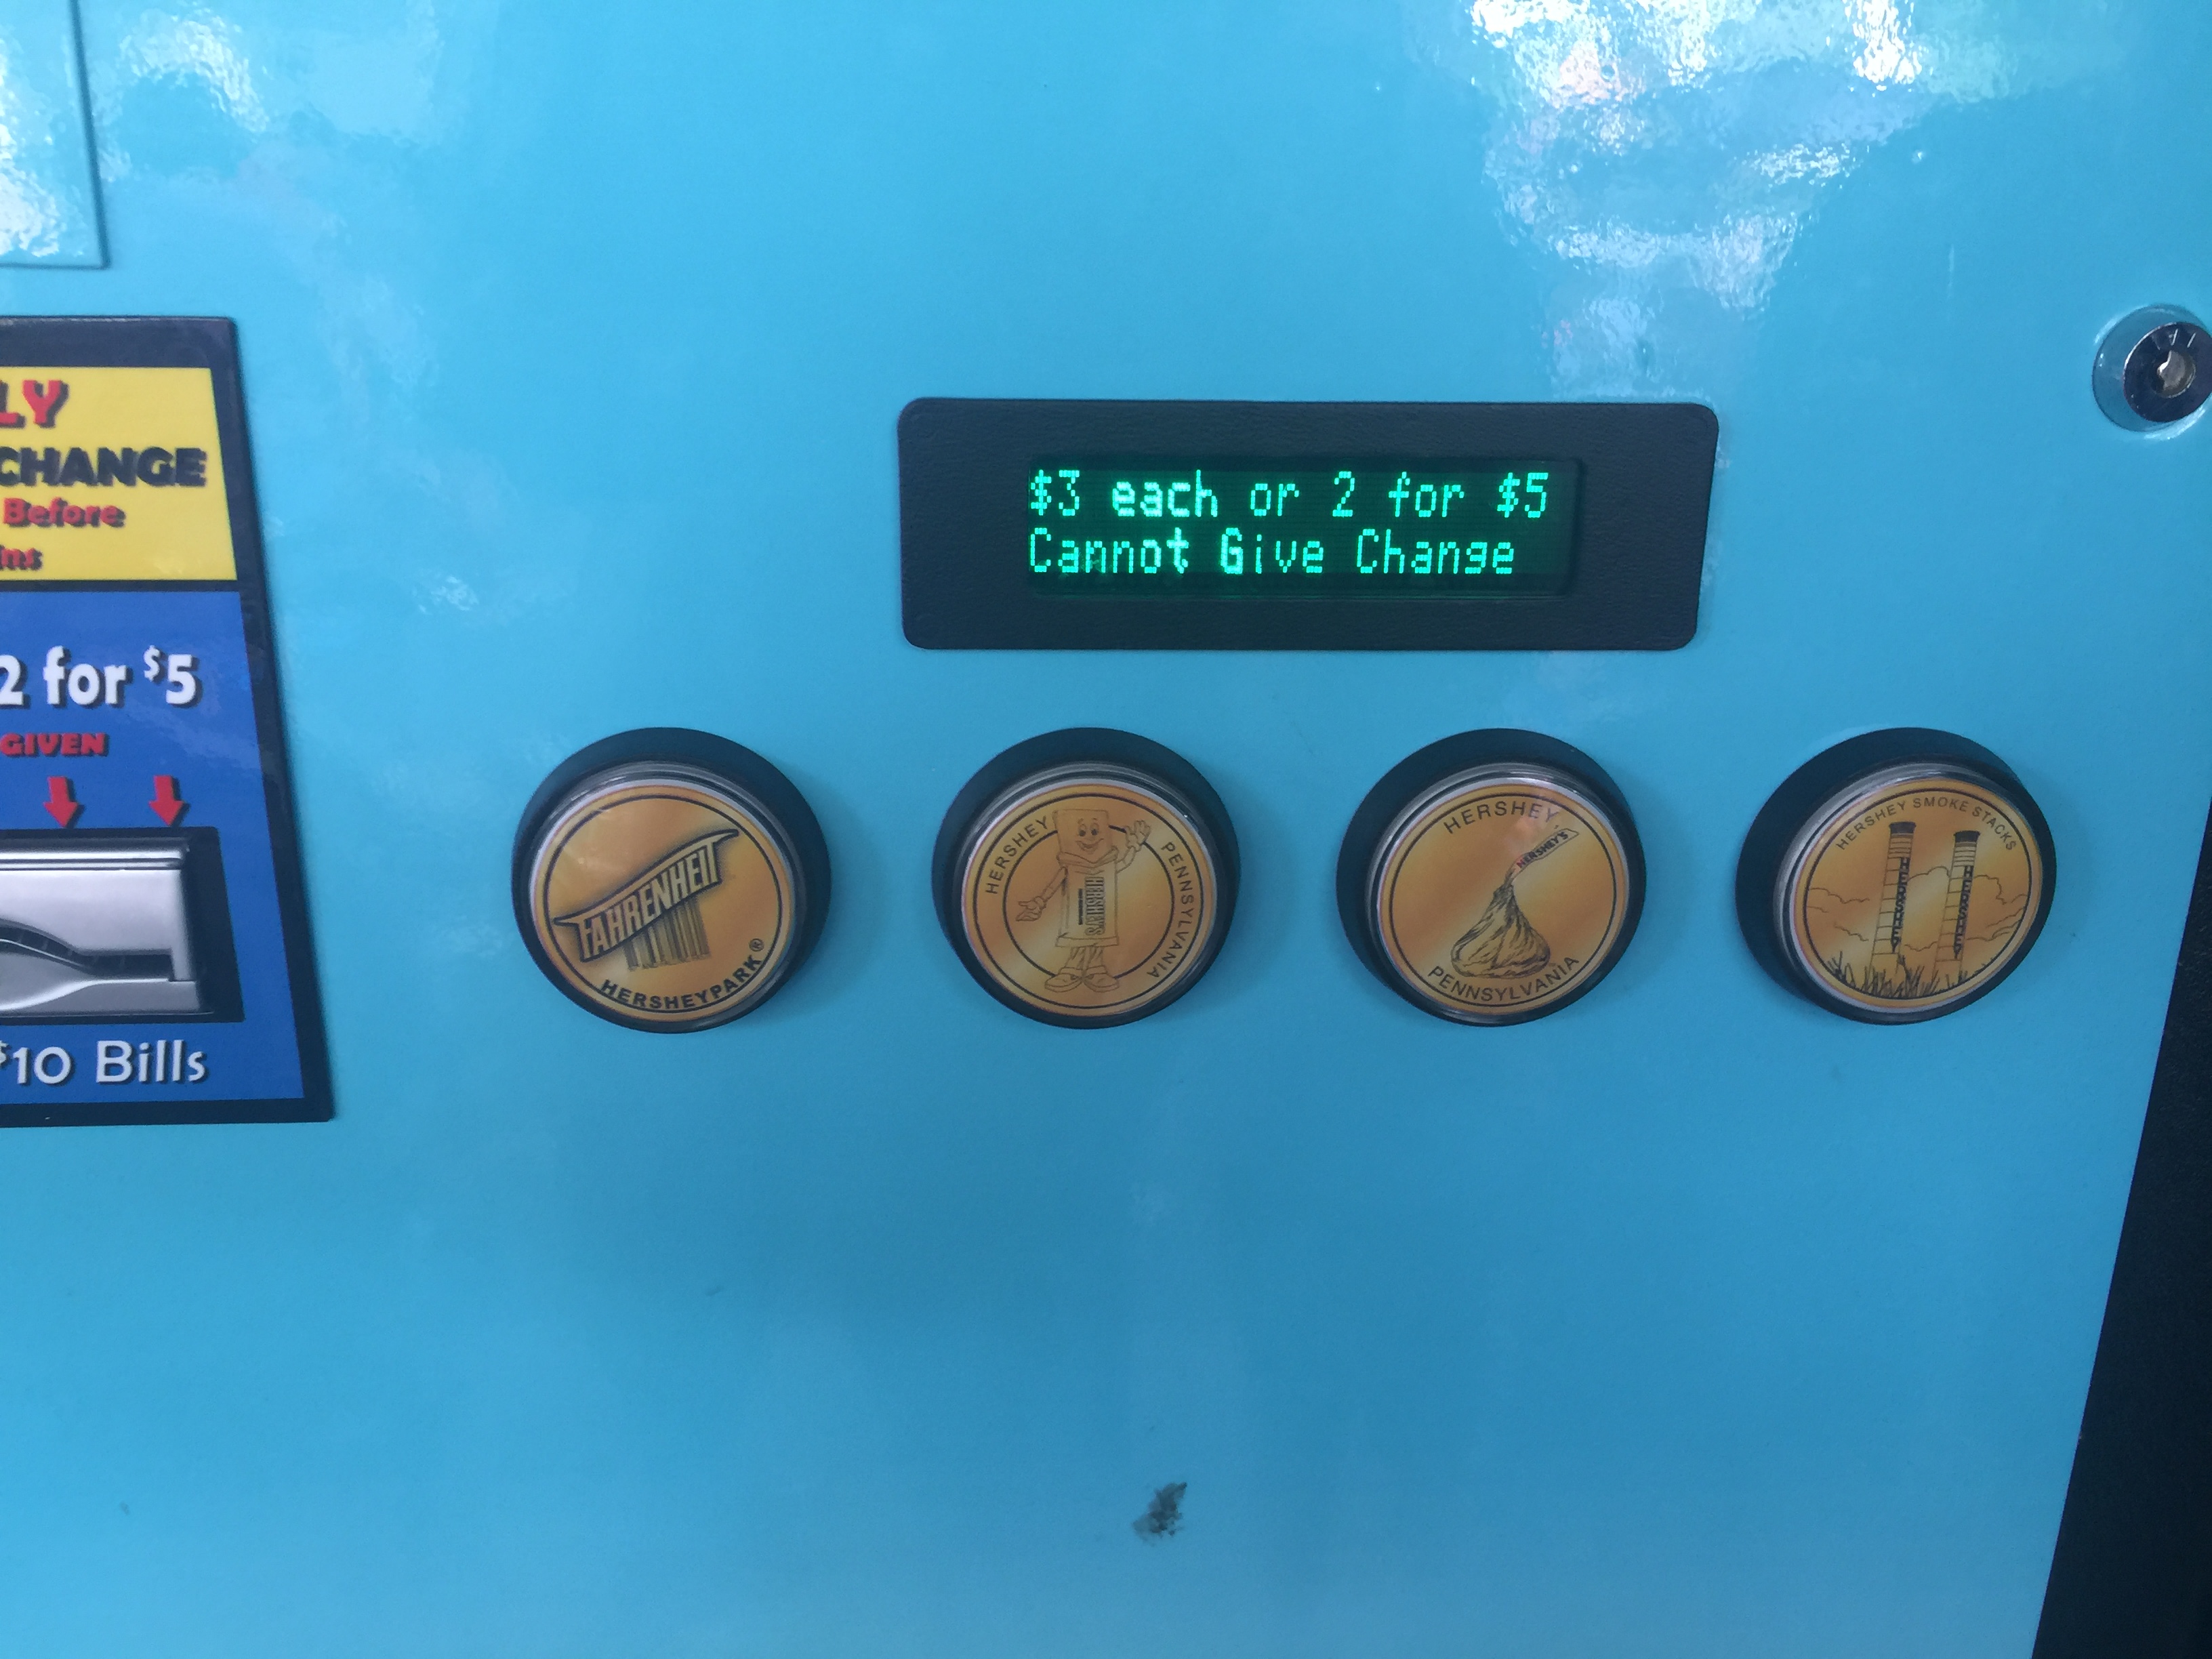 LY
CHANGE
Before
ins
2 for $5
GIVEN
$10 Bills
$3 each or 2 for $5
Cannot Give Change
FAHRENHEIT
HERSHEYPARK®
HERSHEY PENNSYLVANIA
HERSHEY'S
HERSHEY
HERSHEY'S
PENNSYLVANIA
HERSHEY SMOKE STACKS
HERSHEY
HERSHEY